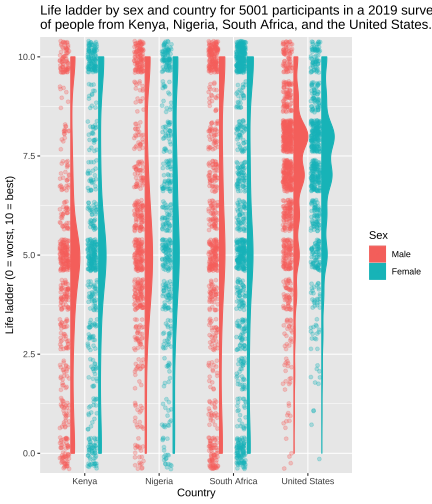 Life ladder by sex and country for 5001 participants in a 2019 surve
of people from Kenya, Nigeria, South Africa, and the United States.
10.0
7.5
5.0
2.5
0.0
Life ladder (0 = worst, 10 = best)
Kenya
Nigeria
South Africa
United States
Country
Sex
Male
Female